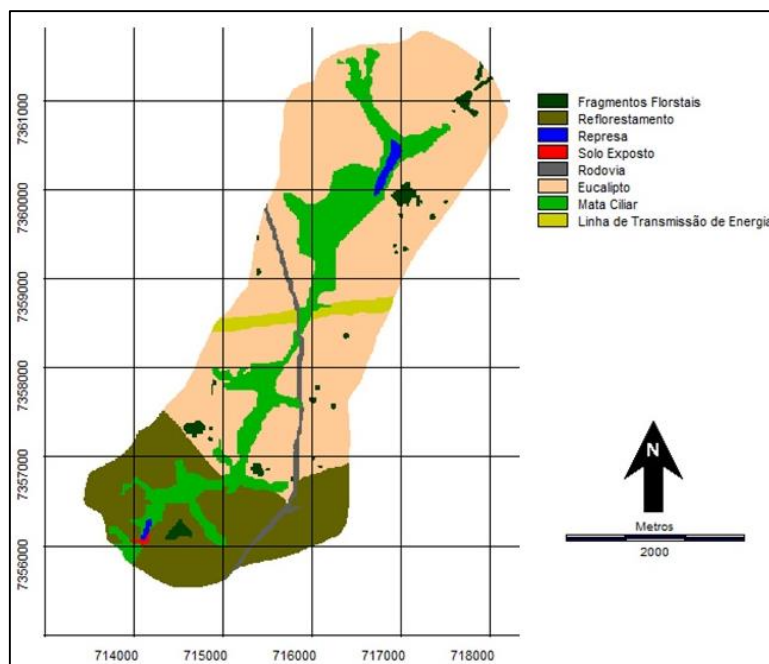 7361000
7360000
7359000
7358000
7357000
7356000
714000 715000 716000 717000 718000
Fragmentos Florstais
Reflorestamento
Represa
Solo Exposto
Rodovia
Eucalipto
Mata Ciliar
Linha de Transmissão de Energia
N
Metros
2000